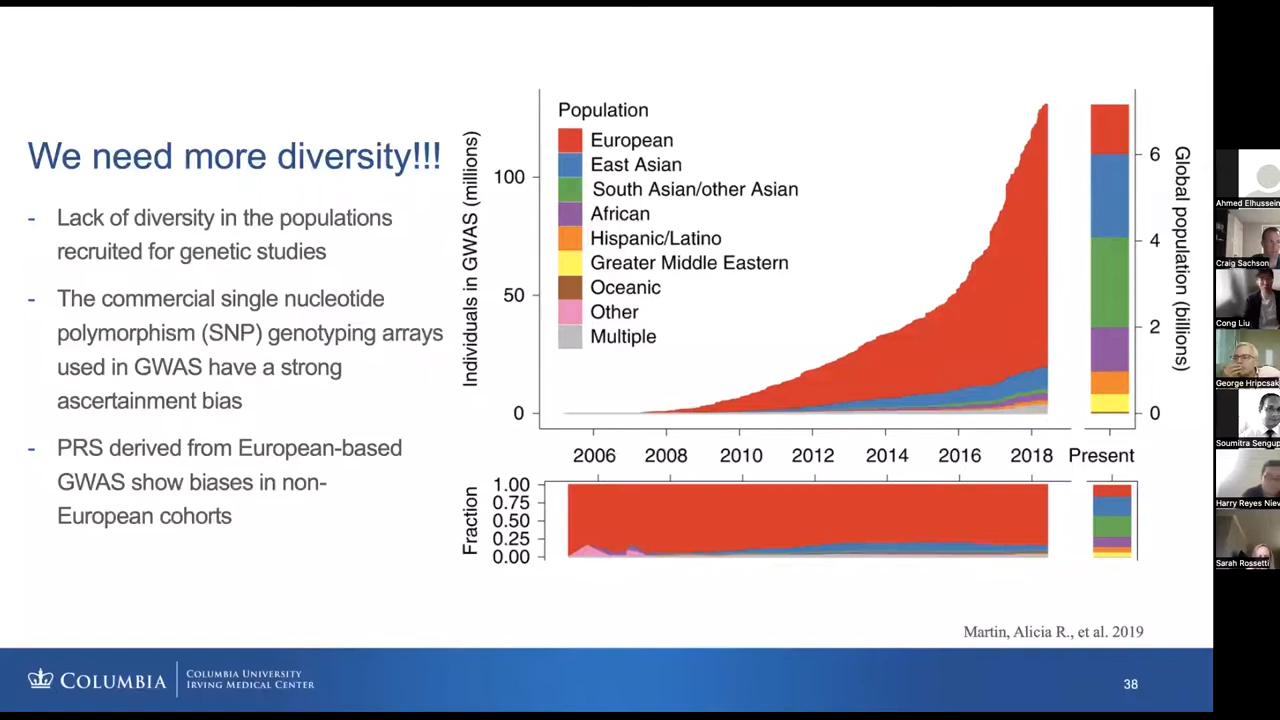 We need more diversity!!!
- Lack of diversity in the populations
recruited for genetic studies
- The commercial single nucleotide
polymorphism (SNP) genotyping arrays
used in GWAS have a strong
ascertainment bias
- PRS derived from European-based
GWAS show biases in non-
European cohorts
Individuals in GWAS (millions)
100
50
0
Population
European
East Asian
South Asian/other Asian
African
Hispanic/Latino
Greater Middle Eastern
Oceanic
Other
Multiple
6
4
2
0
Global population (billions)
2006 2008 2010 2012 2014 2016 2018 Present
Fraction
1.00
0.75
0.50
0.25
0.00
Martin, Alicia R., et al. 2019
COLUMBIA
COLUMBIA UNIVERSITY
IRVING MEDICAL CENTER
38
Ahmed Elhussein
Craig Sachson
Cong Liu
George Hripcsak
Soumitra Sengup
Harry Reyes Niev
Sarah Rossetti